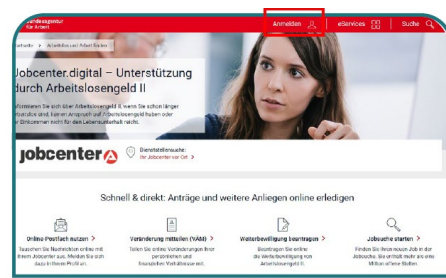 Bundesagentur
für Arbeit
Anmelden
eServices
Suche
Startseite > Arbeitslos und Arbeit finden
Jobcenter.digital – Unterstützung
durch Arbeitslosengeld II
Informieren Sie sich über Arbeitslosengeld II, wenn Sie schon länger
arbeitslos sind, keinen Anspruch auf Arbeitslosengeld haben oder
Ihr Einkommen nicht für den Lebensunterhalt reicht.
jobcenter
Dienststellensuche:
Ihr Jobcenter vor Ort >
Schnell & direkt: Anträge und weitere Anliegen online erledigen
Online-Postfach nutzen >
Tauschen Sie Nachrichten online mit
Ihrem Jobcenter aus. Melden Sie sich
dazu in Ihrem Profil an.
Veränderung mitteilen (VÄM) >
Teilen Sie online Veränderungen Ihrer
persönlichen und
finanziellen Verhältnisse mit.
Weiterbewilligung beantragen >
Beantragen Sie online
die Weiterbewilligung von
Arbeitslosengeld II.
Jobsuche starten >
Finden Sie Ihren neuen Job in der
Jobsuche. Sie enthält mehr als eine
Million offene Stellen.